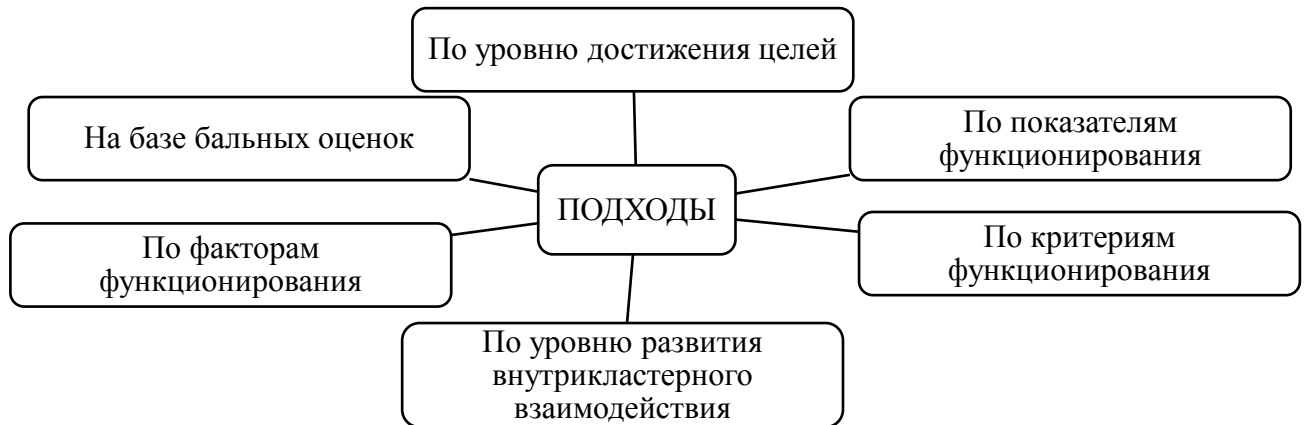 По уровню достижения целей
На базе бальных оценок
По показателям
функционирования
ПОДХОДЫ
По факторам
функционирования
По критериям
функционирования
По уровню развития
внутрикластерного
взаимодействия